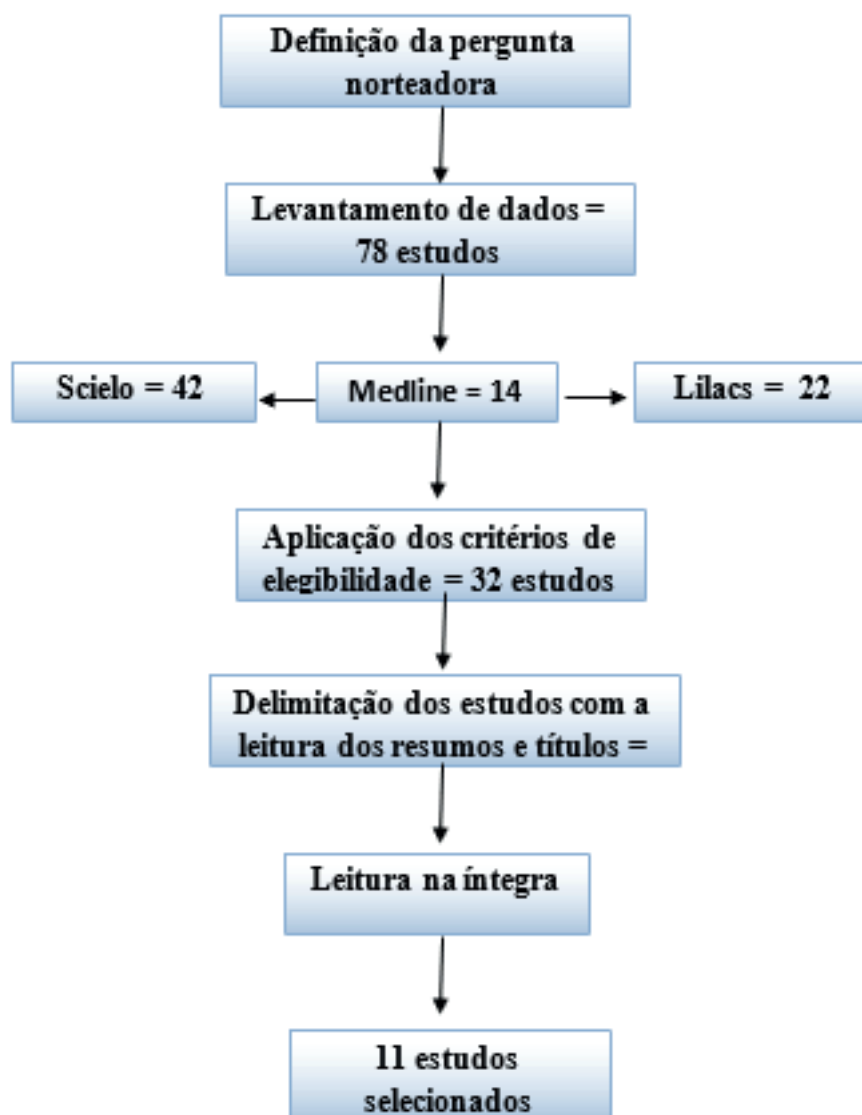 Definição da pergunta
norteadora
Levantamento de dados =
78 estudos
Scielo = 42
Medline = 14
Lilacs = 22
Aplicação dos critérios de
elegibilidade = 32 estudos
Delimitação dos estudos com a
leitura dos resumos e títulos =
Leitura na íntegra
11 estudos
selecionados